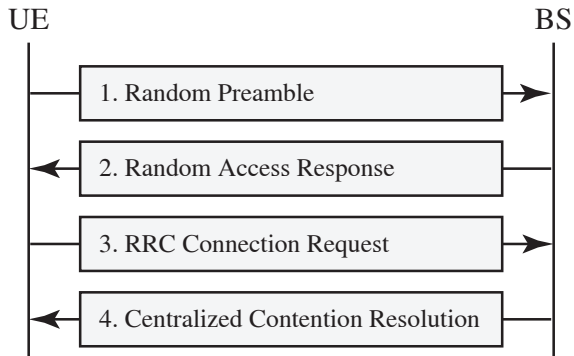 UE BS
1. Random Preamble
2. Random Access Response
3. RRC Connection Request
4. Centralized Contention Resolution